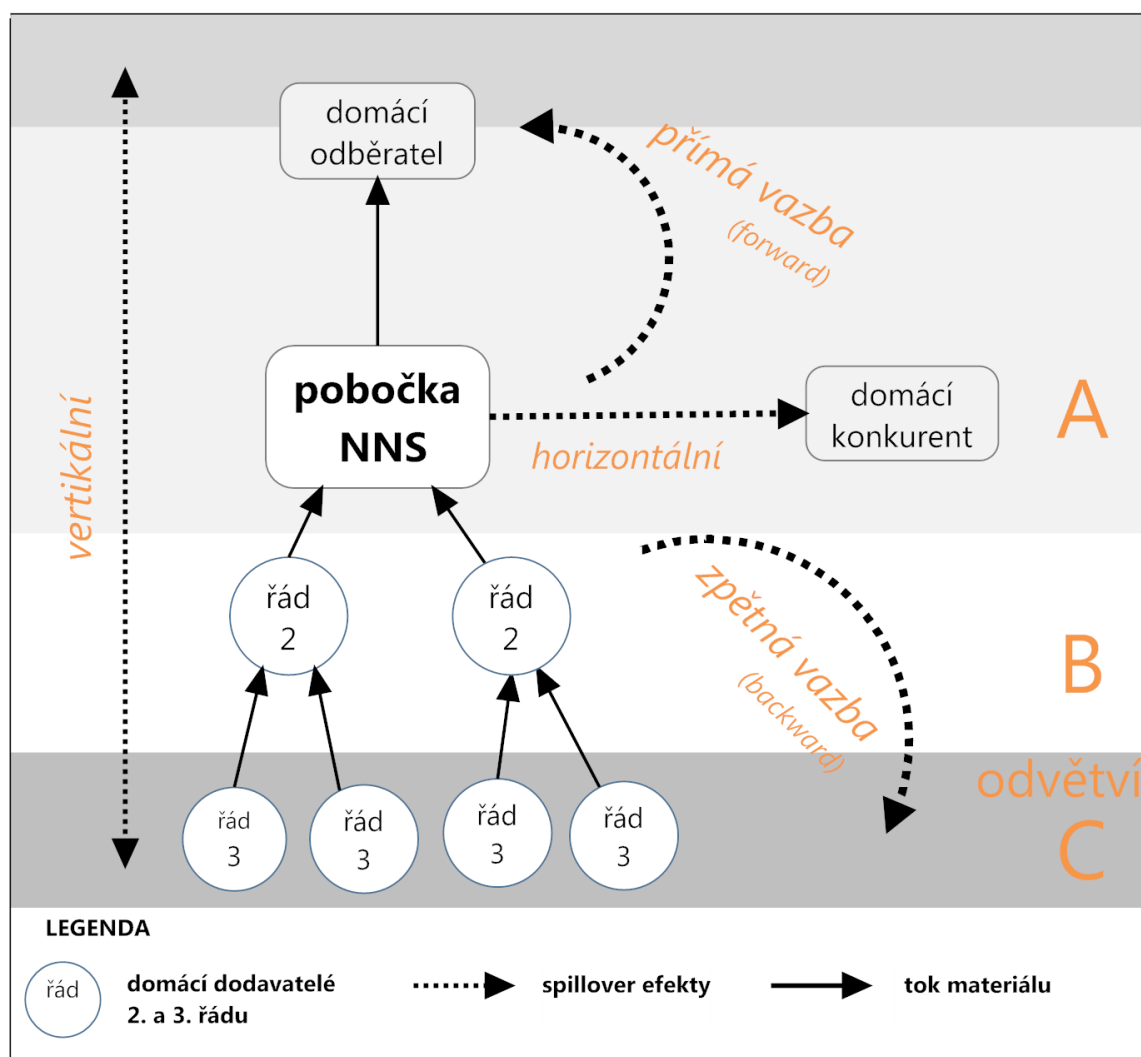 domácí
odběratel
přímá vazba
(forward)
vertikální
pobočka
NNS
horizontální
domácí
konkurent
A
řád
2
řád
2
zpětná vazba
(backward)
B
odvětví
C
řád
3
řád
3
řád
3
řád
3
LEGENDA
řád
domácí dodavatelé
2. a 3. řádu
spillover efekty
tok materiálu